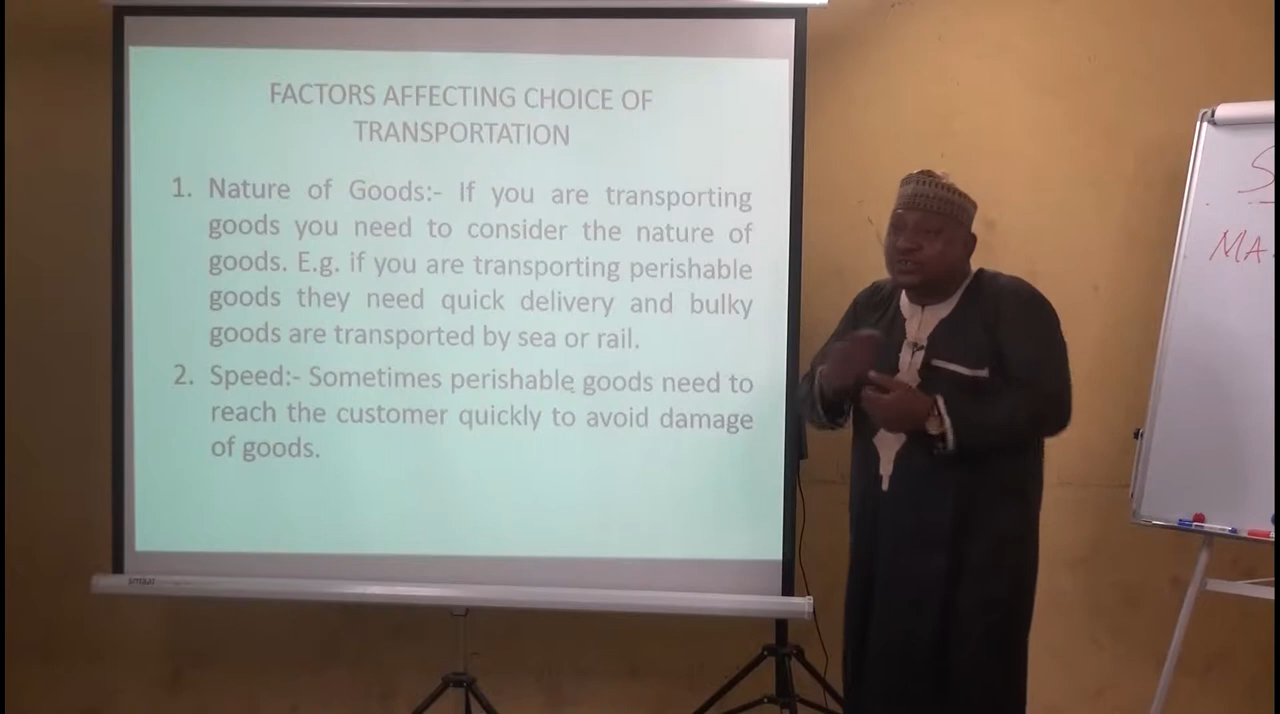 FACTORS AFFECTING CHOICE OF
TRANSPORTATION
1. Nature of Goods:- If you are transporting
goods you need to consider the nature of
goods. E.g. if you are transporting perishable
goods they need quick delivery and bulky
goods are transported by sea or rail.
2. Speed:- Sometimes perishable goods need to
reach the customer quickly to avoid damage
of goods.
S
MA